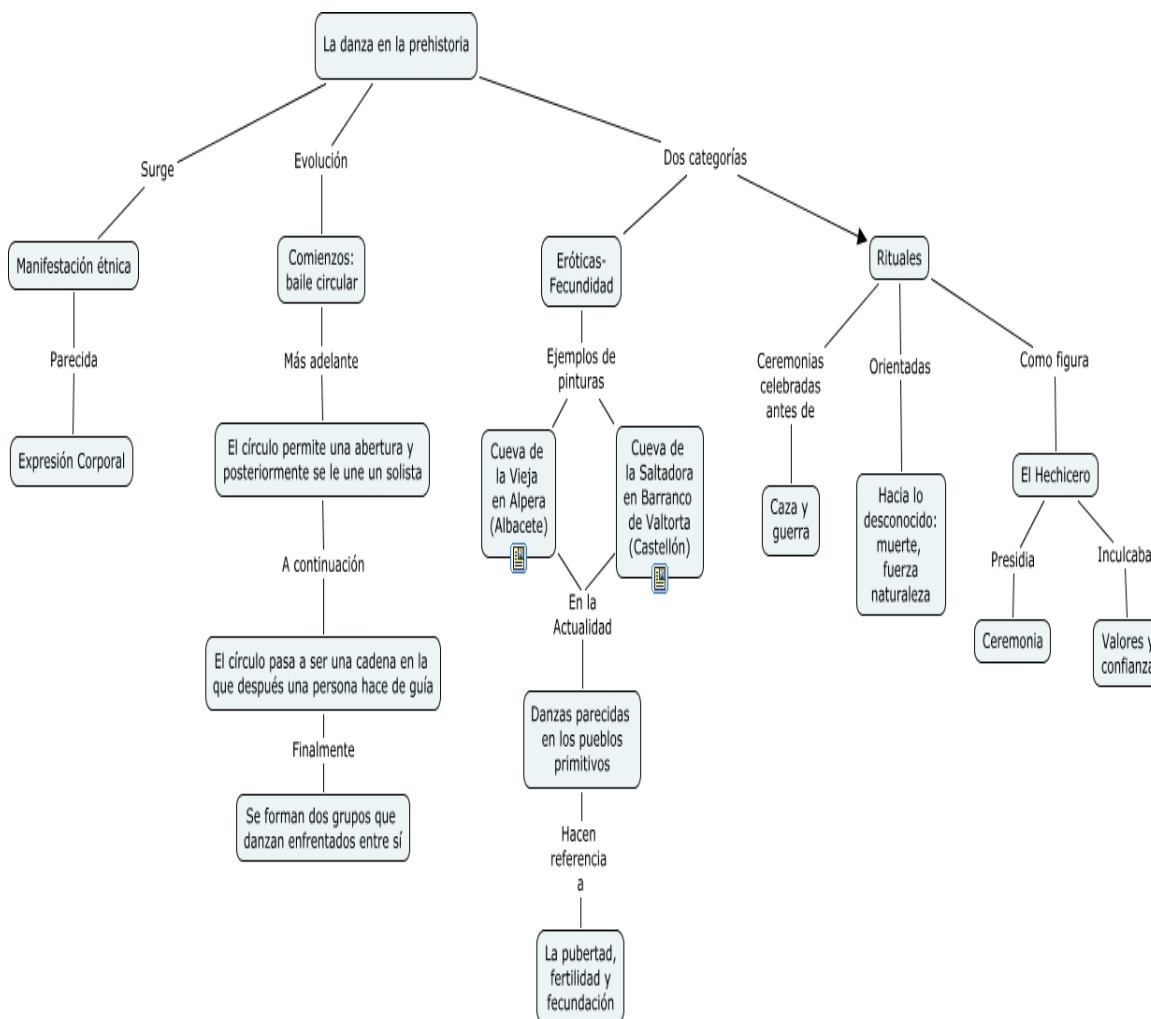 La danza en la prehistoria
Surge
Evolución
Dos categorías
Manifestación étnica
Comienzos:
baile circular
Eróticas-
Fecundidad
Rituales
Parecida
Más adelante
Ejemplos de
pinturas
Ceremonias
celebradas
antes de
Orientadas
Como figura
Expresión Corporal
El círculo permite una abertura y
posteriormente se le une un solista
Cueva de
la Vieja
en Alpera
(Albacete)
Cueva de
la Saltadora
en Barranco
de Valtorta
(Castellón)
Caza y
guerra
Hacia lo
desconocido:
muerte,
fuerza
naturaleza
El Hechicero
A continuación
En la
Actualidad
Presidia
Inculcaba
Ceremonia
Valores y
confianza
El círculo pasa a ser una cadena en la
que después una persona hace de guía
Danzas parecidas
en los pueblos
primitivos
Finalmente
Se forman dos grupos que
danzan enfrentados entre sí
Hacen
referencia
a
La pubertad,
fertilidad y
fecundación